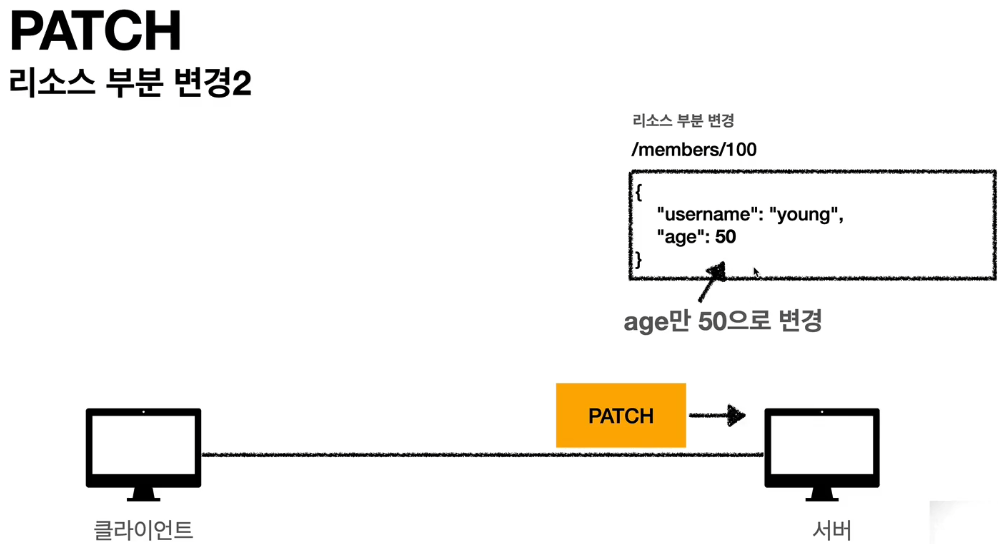 PATCH
리소스 부분 변경2
리소스 부분 변경
/members/100
{
"username": "young",
"age": 50
}
age만 50으로 변경
PATCH
클라이언트
서버